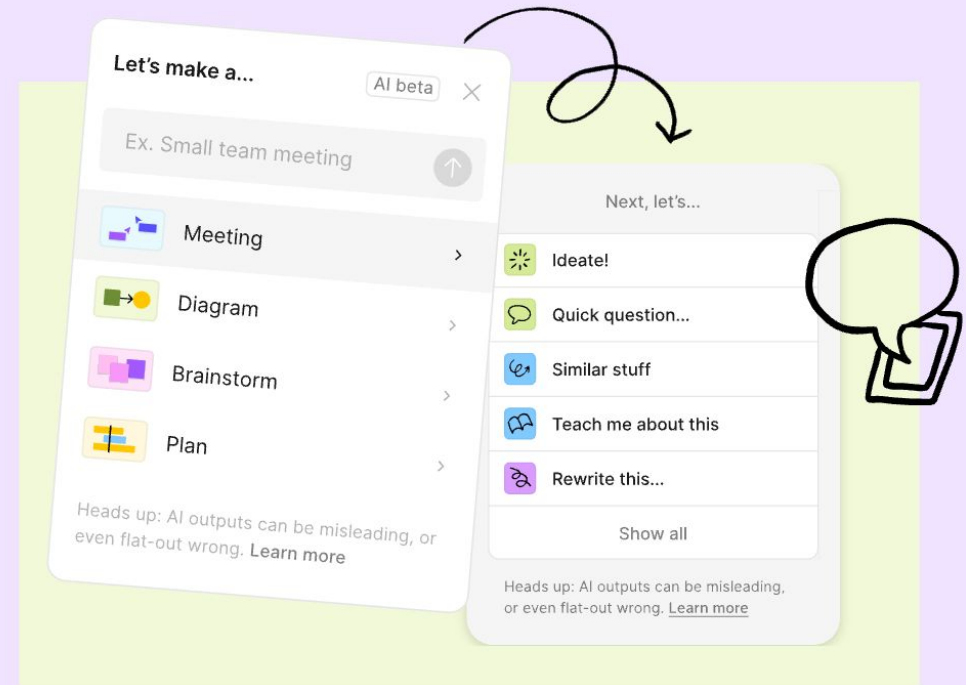 Let's make a...
AI beta
Ex. Small team meeting
Meeting
Diagram
Brainstorm
Plan
Heads up: AI outputs can be misleading, or
even flat-out wrong. Learn more
Next, let's...
Ideate!
Quick question...
Similar stuff
Teach me about this
Rewrite this...
Show all
Heads up: AI outputs can be misleading,
or even flat-out wrong. Learn more